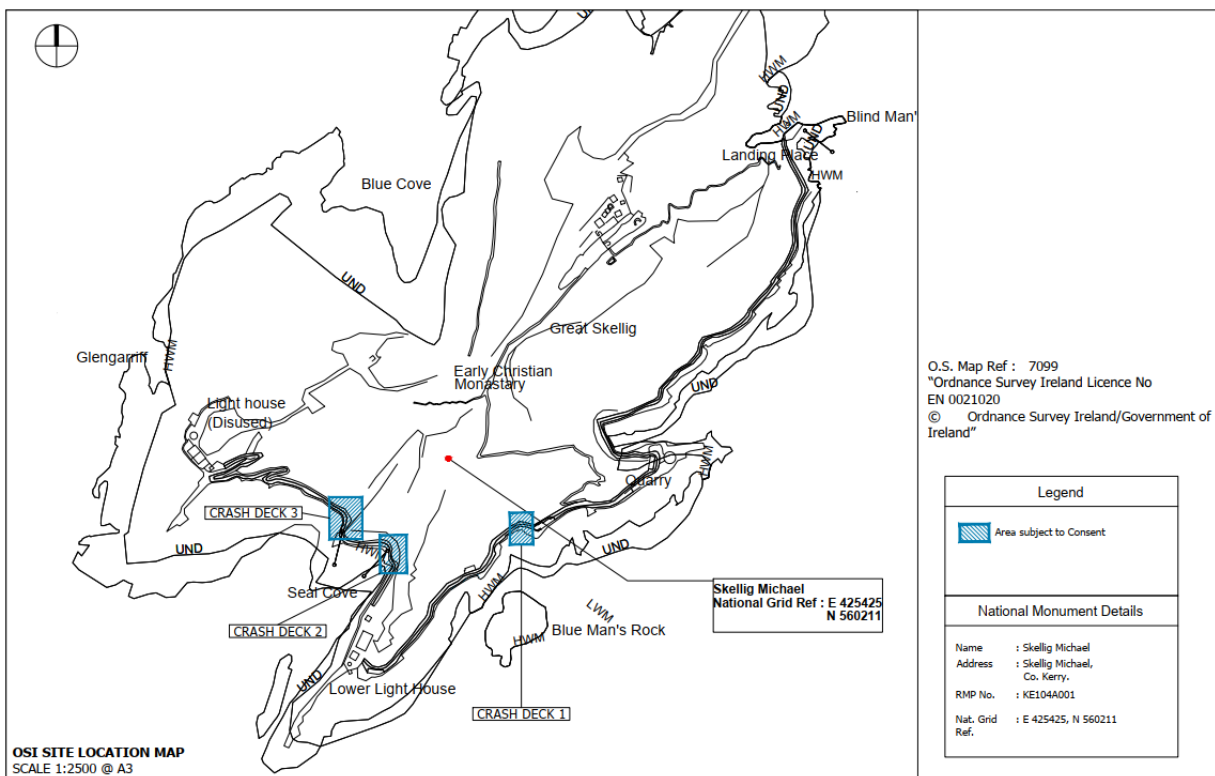 HWM
UND
HWM
Blind Man'
UND
Landing Place
HWM
Blue Cove
UND
Great Skellig
Glengarriff
HWM
Early Christian
Monastary
UND
Light house
(Disused)
Quarry
HWM
CRASH DECK 3
UND
HWM
UND
Seal Cove
HWM
LWM
CRASH DECK 2
HWM
Blue Man's Rock
UND
Lower Light House
CRASH DECK 1
Skellig Michael
National Grid Ref : E 425425
N 560211
OSI SITE LOCATION MAP
SCALE 1:2500 @ A3
O.S. Map Ref : 7099
"Ordnance Survey Ireland Licence No
EN 0021020
© Ordnance Survey Ireland/Government of
Ireland"
Legend
Area subject to Consent
National Monument Details
Name : Skellig Michael
Address : Skellig Michael,
Co. Kerry.
RMP No. : KE104A001
Nat. Grid : E 425425, N 560211
Ref.